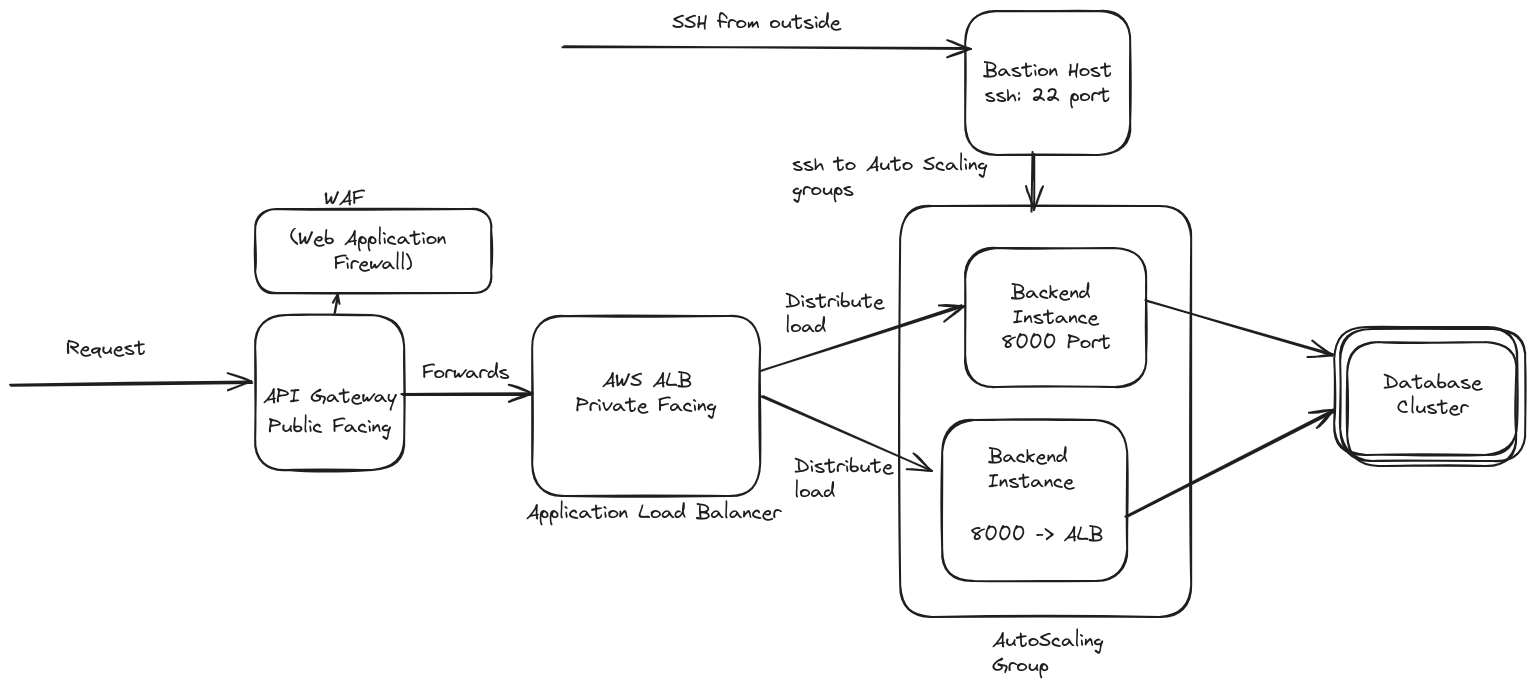 SSH from outside
Bastion Host
ssh: 22 port
ssh to Auto Scaling
groups
WAF
(Web Application
Firewall)
Request
API Gateway
Public Facing
Forwards
AWS ALB
Private Facing
Application Load Balancer
Distribute
load
Distribute
load
Backend
Instance
8000 Port
Backend
Instance
8000 -> ALB
AutoScaling
Group
Database
Cluster